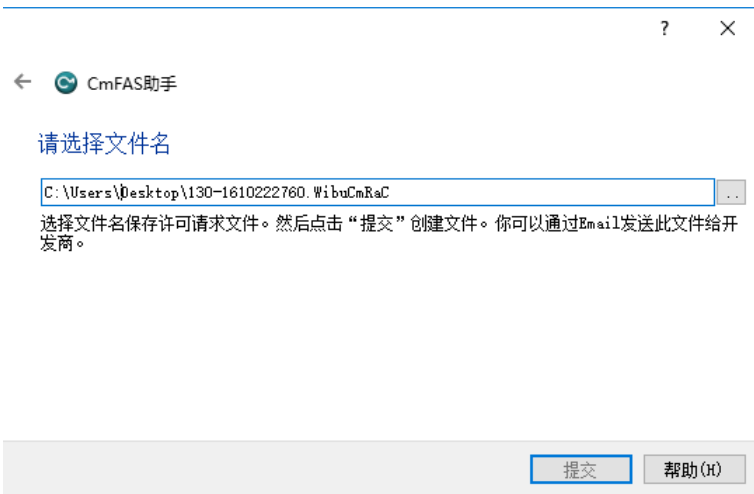 ?
CmFAS助手
请选择文件名
C:\Users\Desktop\130-1610222760.WibuCmRaC
..
选择文件名保存许可请求文件。然后点击“提交”创建文件。你可以通过Email发送此文件给开
发商。
提交
帮助(H)